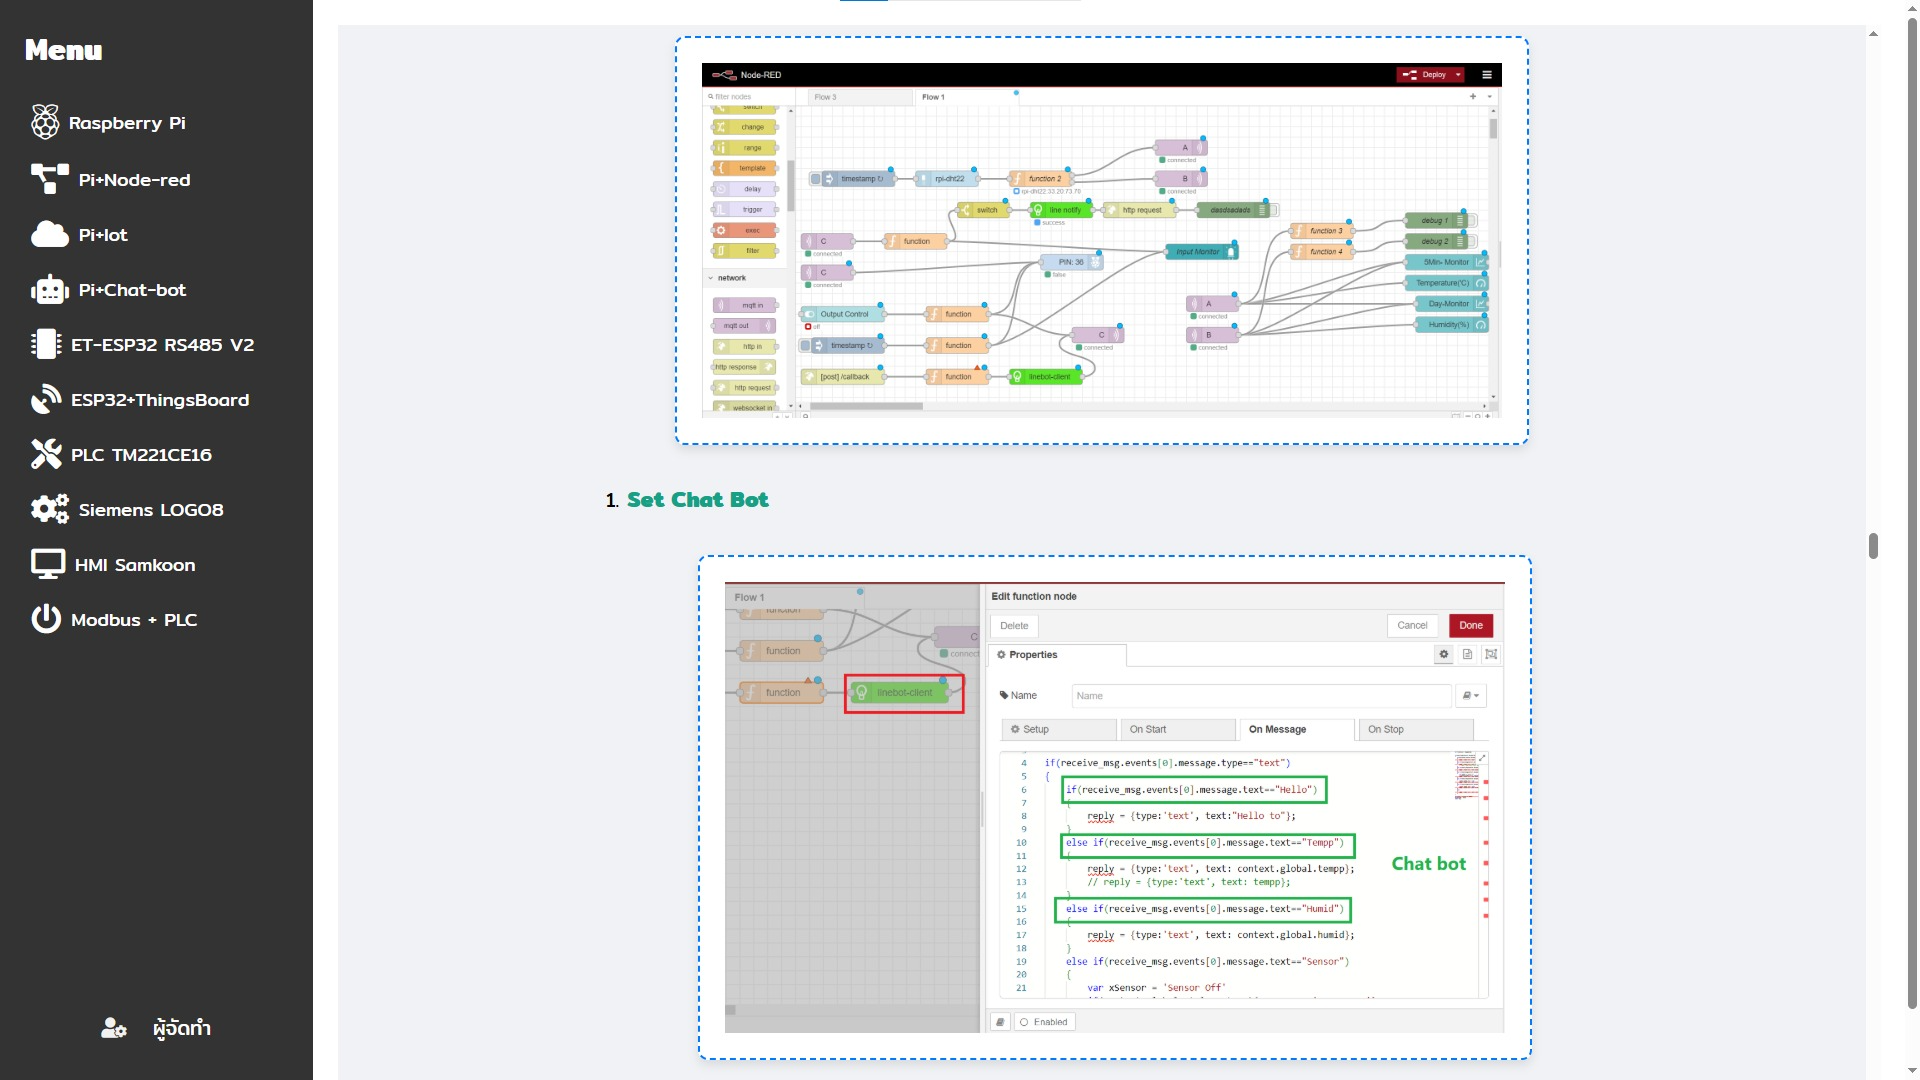 Menu
Raspberry Pi
Pi+Node-red
Pi+Iot
Pi+Chat-bot
ET-ESP32 RS485 V2
ESP32+ThingsBoard
PLC TM221CE16
Siemens LOGO8
HMI Samkoon
Modbus + PLC
ผู้จัดทำ
Node-RED
Deploy
filter nodes
Flow 3
Flow 1
switch
change
range
template
delay
trigger
exec
filter
network
mqtt in
mqtt out
http in
http response
http request
websocket in
timestamp ↻
rpi-dht22
function 2
rpi-dht22.33.20.73.70
A
connected
B
connected
switch
line notify
success
http request
dasdsadads
C
connected
function
Input Monitor
C
connected
PIN: 36
false
function 3
function 4
debug 1
debug 2
5Min- Monitor
Temperature(°C)
Day-Monitor
Humidity(%)
A
connected
B
connected
Output Control
off
function
C
connected
timestamp ↻
function
[post] /callback
function
linebot-client
1. Set Chat Bot
Flow 1
function
function
function
C
connect
linebot-client
Edit function node
Delete
Cancel
Done
Properties
Name
Name
Setup
On Start
On Message
On Stop
4 if(receive_msg.events[0].message.type=="text")
5 {
6 if(receive_msg.events[0].message.text=="Hello")
7 {
8 reply = {type:'text', text:"Hello to"};
9 }
10 else if(receive_msg.events[0].message.text=="Tempp")
11 {
12 reply = {type:'text', text: context.global.tempp};
13 // reply = {type:'text', text: tempp};
14 }
15 else if(receive_msg.events[0].message.text=="Humid")
16 {
17 reply = {type:'text', text: context.global.humid};
18 }
19 else if(receive_msg.events[0].message.text=="Sensor")
20 {
21 var xSensor = 'Sensor Off'
Chat bot
Enabled